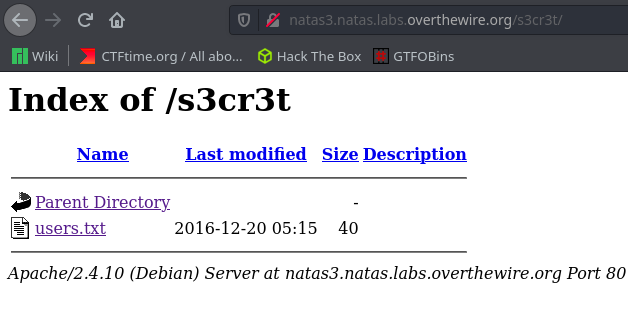 natas3.natas.labs.overthewire.org/s3cr3t/
Wiki CTFtime.org / All abo... Hack The Box GTFOBins
Index of /s3cr3t
Name Last modified Size Description
Parent Directory -
users.txt 2016-12-20 05:15 40
Apache/2.4.10 (Debian) Server at natas3.natas.labs.overthewire.org Port 80